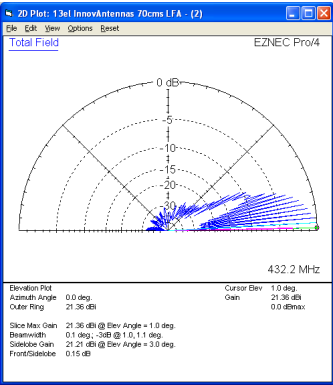 2D Plot: 13el InnovAntennas 70cms LFA - (2)
File Edit View Options Reset
Total Field
EZNEC Pro/4
0 dB
-5
-10
-15
-20
-30
432.2 MHz
Elevation Plot
Azimuth Angle 0.0 deg.
Outer Ring 21.36 dBi
Cursor Elev 1.0 deg.
Gain 21.36 dBi
0.0 dBmax
Slice Max Gain 21.36 dBi @ Elev Angle = 1.0 deg.
Beamwidth 0.1 deg.; -3dB @ 1.0, 1.1 deg.
Sidelobe Gain 21.21 dBi @ Elev Angle = 3.0 deg.
Front/Sidelobe 0.15 dB